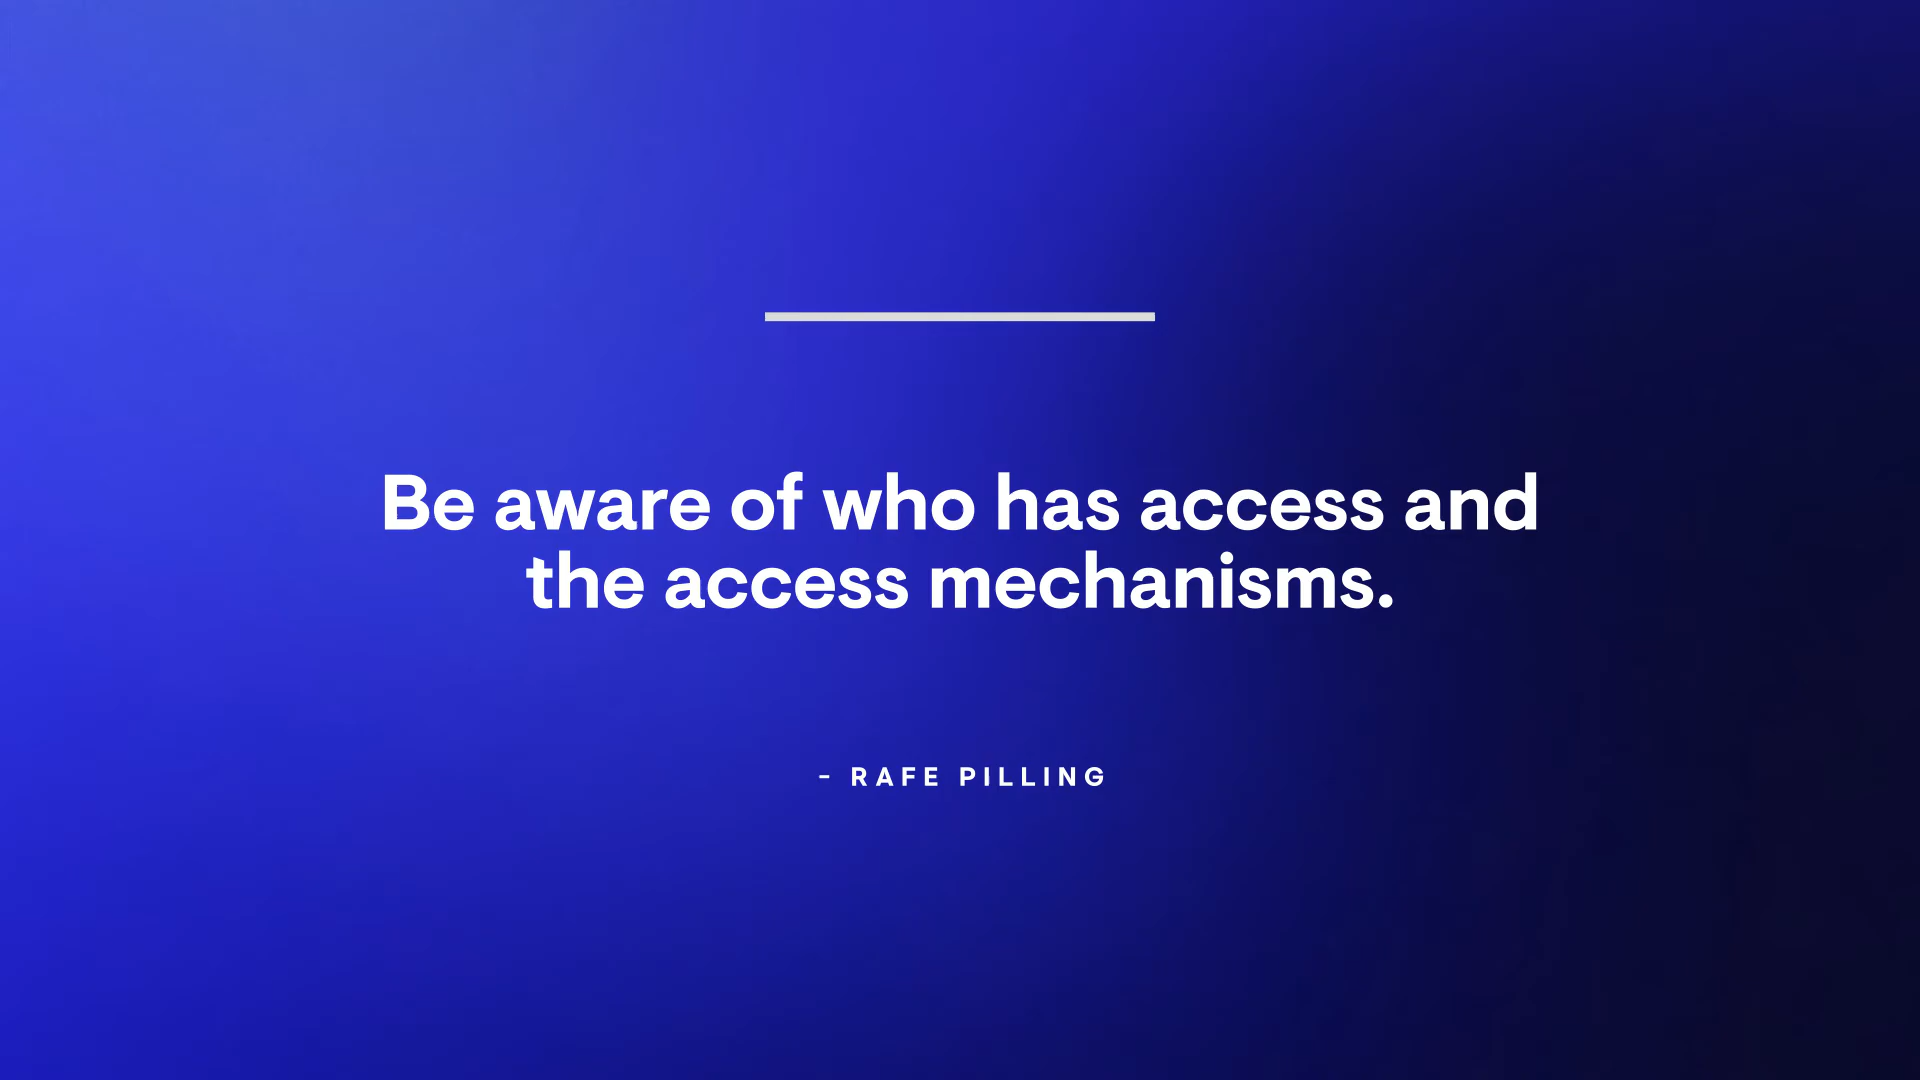 Be aware of who has access and
the access mechanisms.
- RAFE PILLING